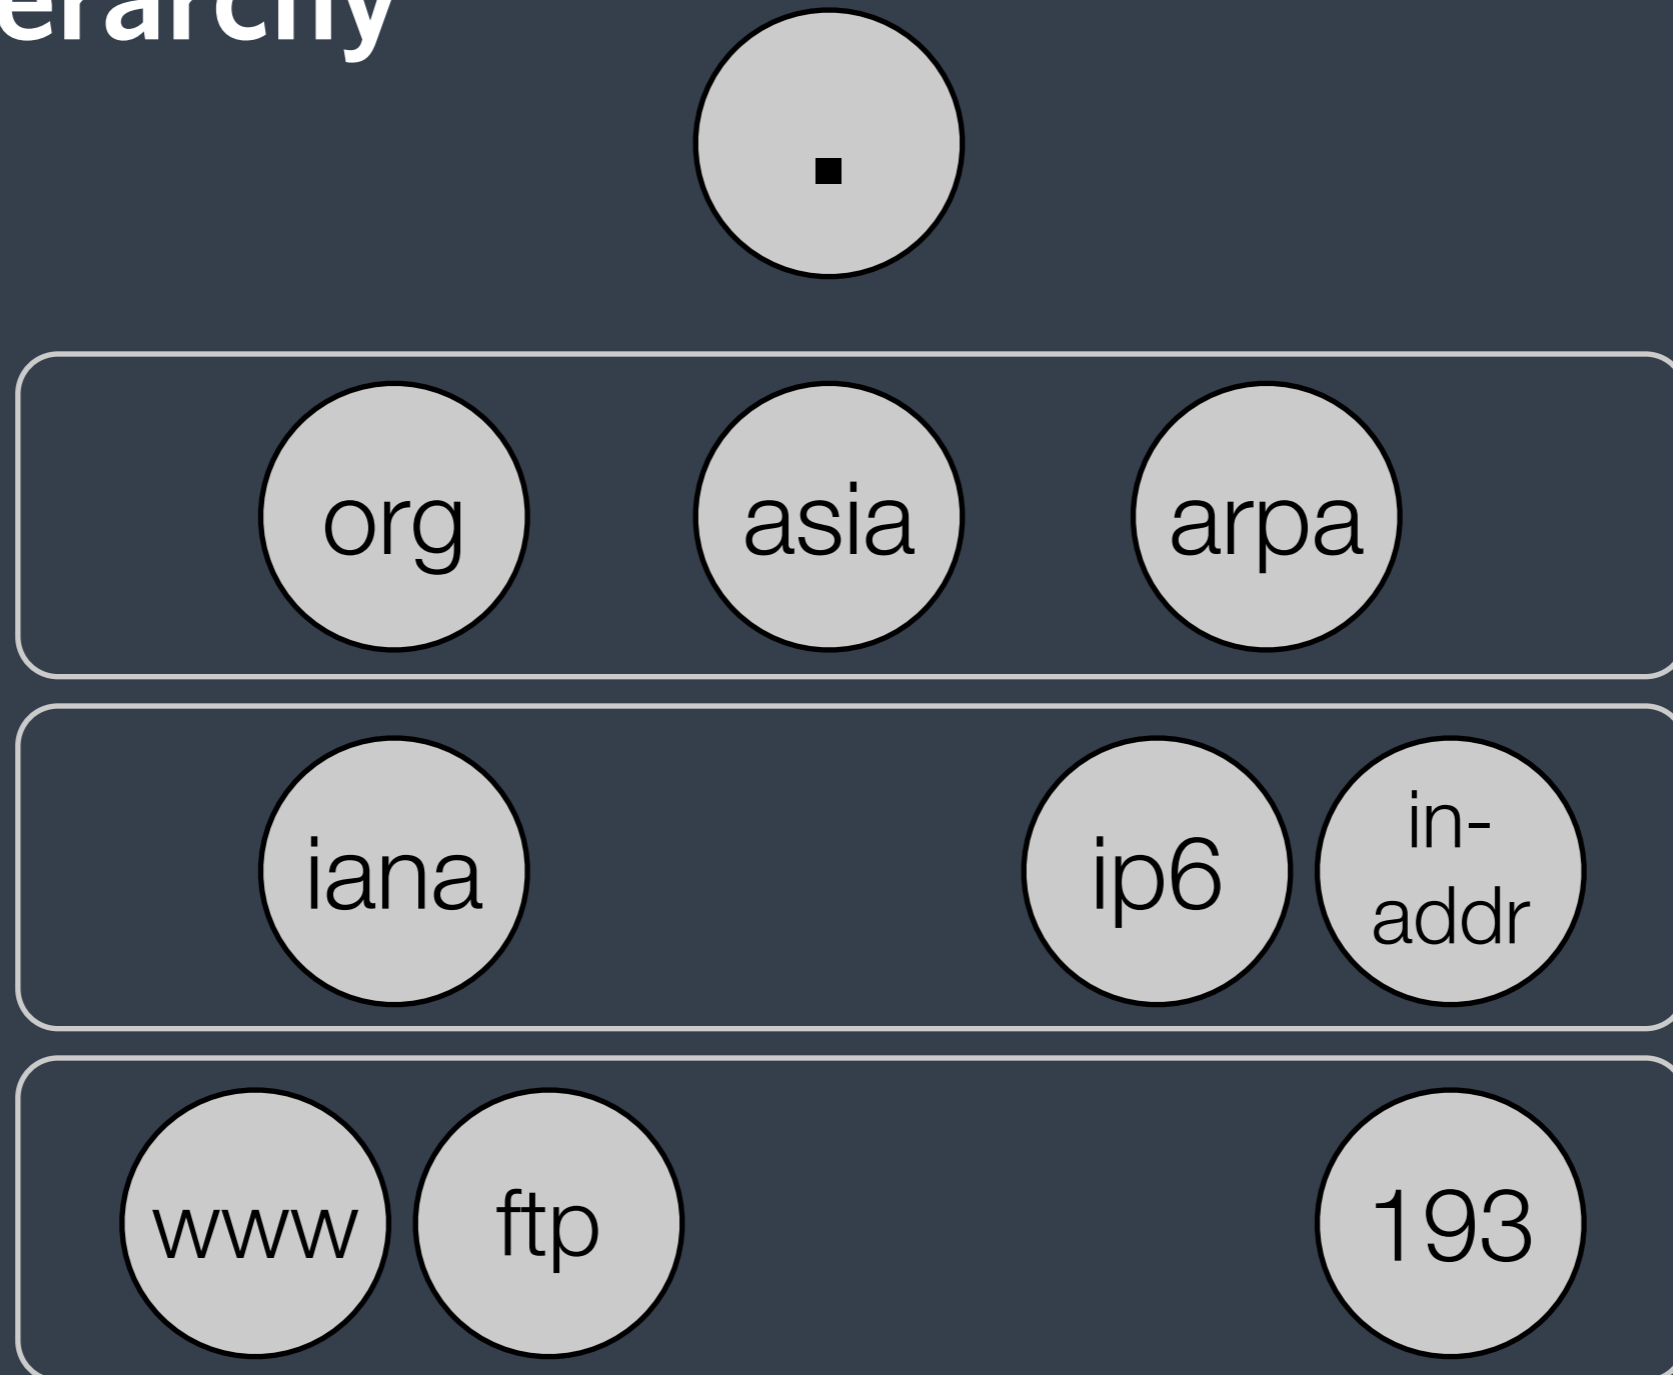 erarchy
.
org
asia
arpa
iana
ip6
in-
addr
www
ftp
193